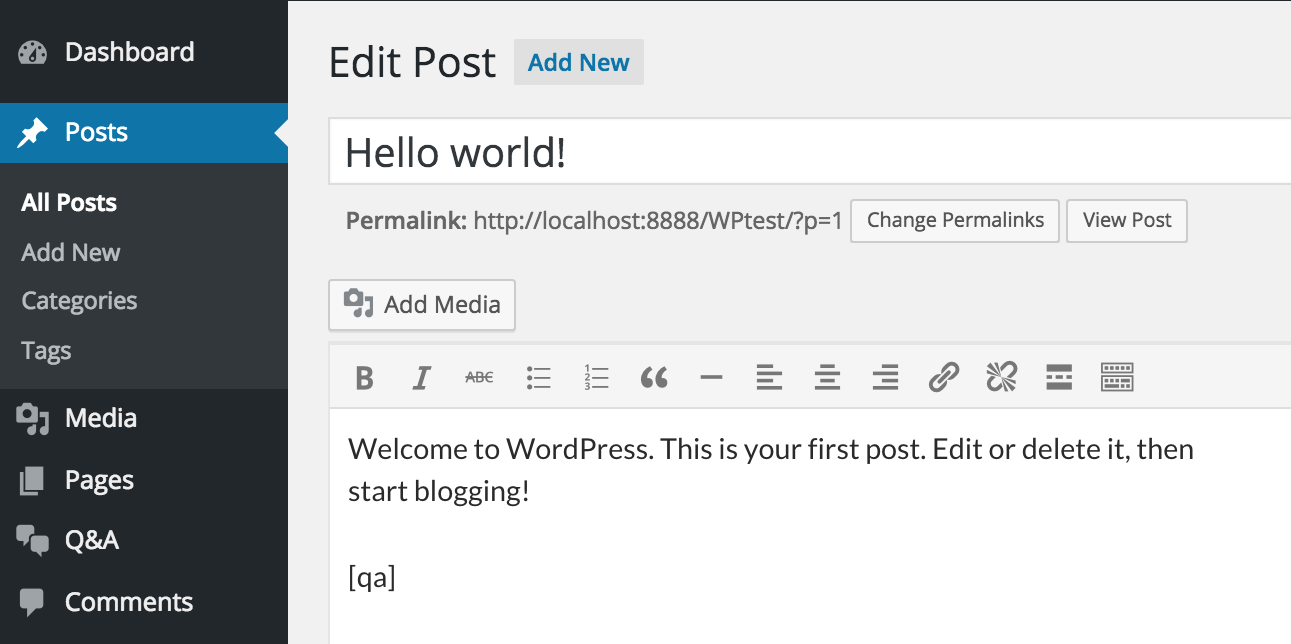 Dashboard
Posts
All Posts
Add New
Categories
Tags
Media
Pages
Q&A
Comments
Edit Post Add New
Hello world!
Permalink: http://localhost:8888/WPtest/?p=1 Change Permalinks View Post
Add Media
B I ABC
Welcome to WordPress. This is your first post. Edit or delete it, then
start blogging!
[qa]